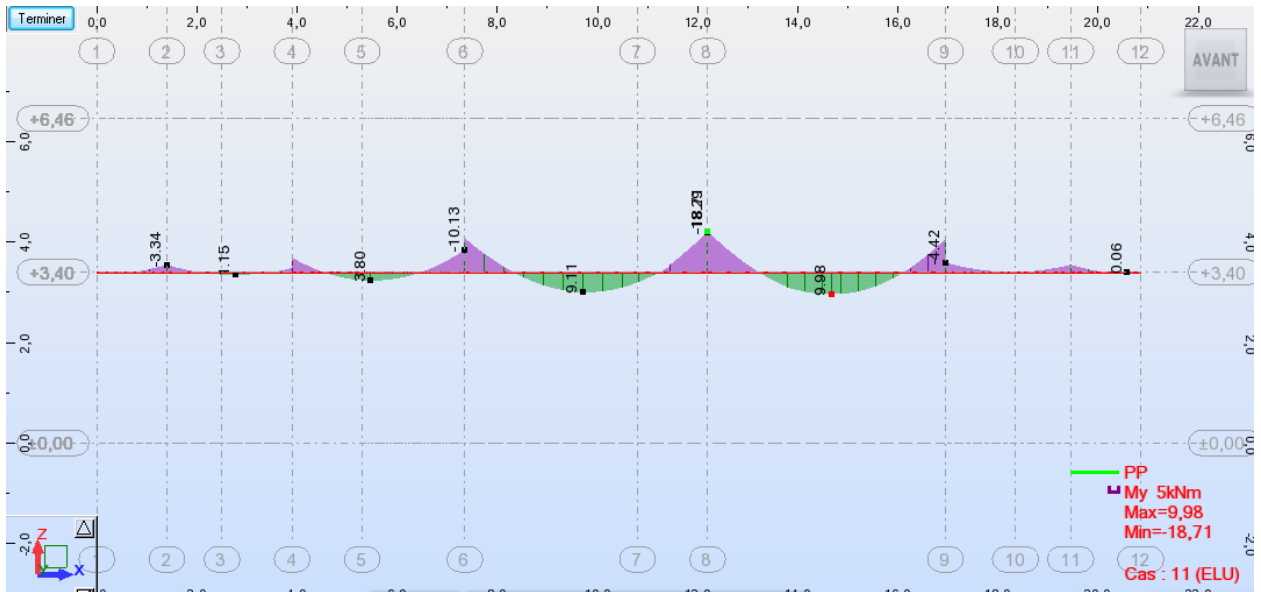 Terminer
0,0 2,0 4,0 6,0 8,0 10,0 12,0 14,0 16,0 18,0 20,0 22,0
1 2 3 4 5 6 7 8 9 10 11 12
AVANT
+6,46 +6,46
6,0 6,0
-3.34 1.15 3.80 -10.13 9.11 9.98 -4.42 0.06
4,0 4,0
+3,40 +3,40
2,0 2,0
±0,00 ±0,00
0,0 0,0
PP
My 5kNm
Max=9,98
Min=-18,71
-2,0 -2,0
Z
X
1 2 3 4 5 6 7 8 9 10 11 12
Cas : 11 (ELU)